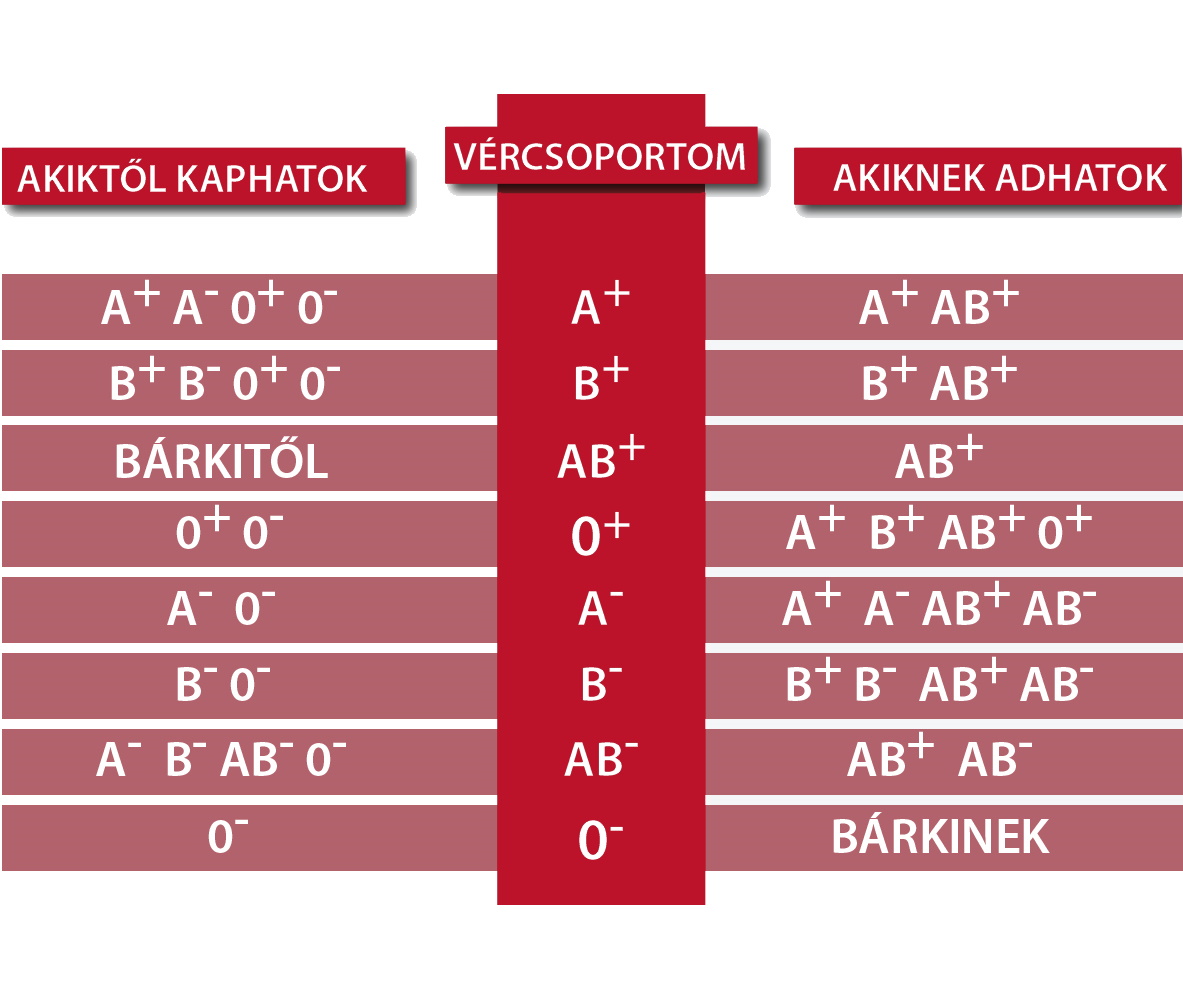 AKIKTŐL KAPHATOK VÉRCSOPORTOM AKIKNEK ADHATOK
A+ A- 0+ 0- A+ A+ AB+
B+ B- 0+ 0- B+ B+ AB+
BÁRKITŐL AB+ AB+
0+ 0- 0+ A+ B+ AB+ 0+
A- 0- A- A+ A- AB+ AB-
B- 0- B- B+ B- AB+ AB-
A- B- AB- 0- AB- AB+ AB-
0- 0- BÁRKINEK